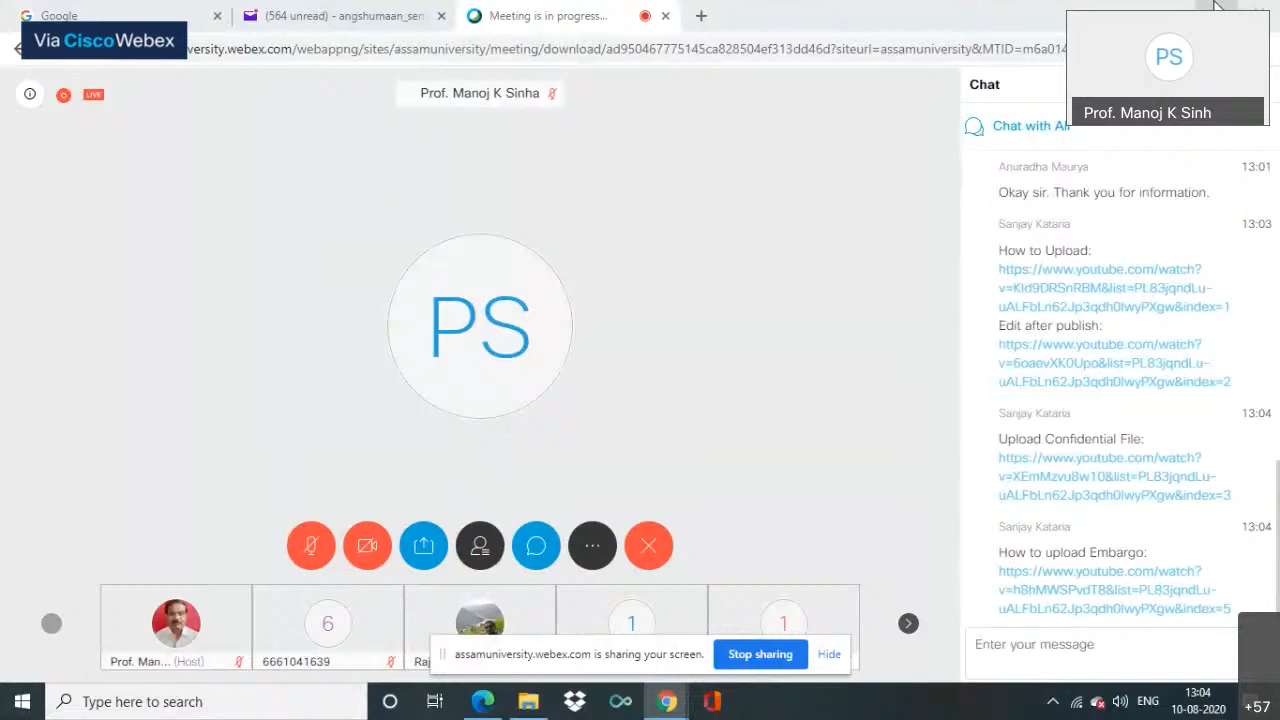 Google
(564 unread) - angshumaan_sen
Meeting is in progress...
Via CiscoWebex
versity.webex.com/webappng/sites/assamuniversity/meeting/download/ad950467775145ca828504ef313dd46d?siteurl=assamuniversity&MTID=m6a014
PS
Prof. Manoj K Sinh
LIVE
Prof. Manoj K Sinha
Chat
Chat with All
Anuradha Maurya 13:01
Okay sir. Thank you for information.
Sanjay Kataria 13:03
How to Upload:
https://www.youtube.com/watch?
v=KId9DRSnRBM&list=PL83jqndLu-
uALFbLn62Jp3qdh0lwyPXgw&index=1
Edit after publish:
https://www.youtube.com/watch?
v=6oaevXK0Upo&list=PL83jqndLu-
uALFbLn62Jp3qdh0lwyPXgw&index=2
Sanjay Kataria 13:04
Upload Confidential File:
https://www.youtube.com/watch?
v=XEmMzvu8w10&list=PL83jqndLu-
uALFbLn62Jp3qdh0lwyPXgw&index=3
Sanjay Kataria 13:04
How to upload Embargo:
https://www.youtube.com/watch?
v=h8hMWSPvdT8&list=PL83jqndLu-
uALFbLn62Jp3qdh0lwyPXgw&index=5
Enter your message
PS
6
1
1
Prof. Man... (Host)
6661041639
Raj
assamuniversity.webex.com is sharing your screen.
Stop sharing
Hide
Type here to search
ENG
13:04
10-08-2020
+57